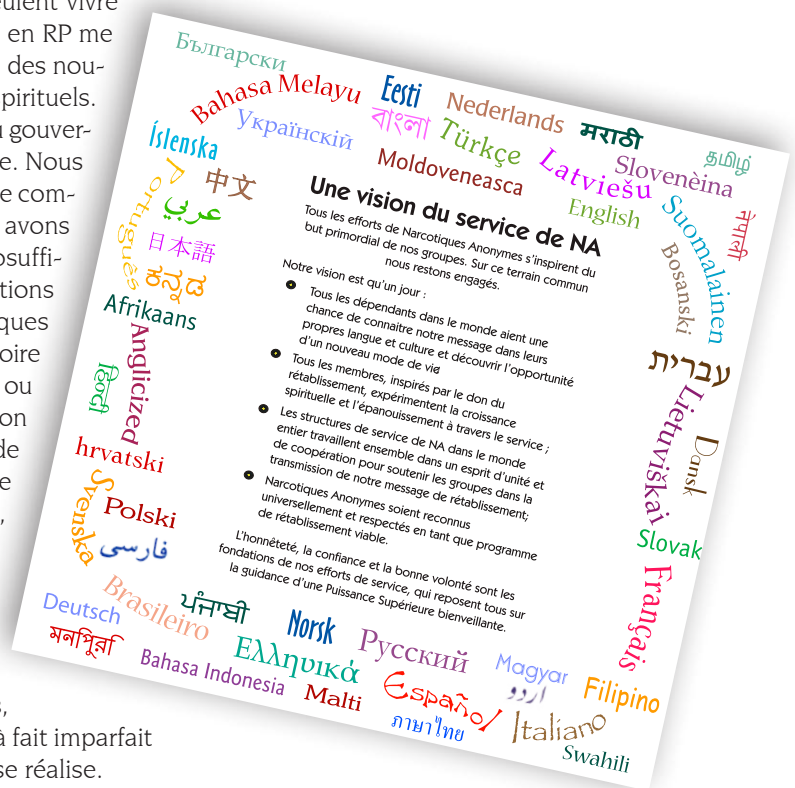 eulent vivre
en RP me
des nou-
pirituels.
u gouver-
e. Nous
e com-
avons
osuffi-
tions
ques
oire
ou
on
de
e
,
s,
à fait imparfait
se réalise.
Български
Bahasa Melayu
Eesti
Nederlands
मराठी
தமிழ்
Українскій
বাংলা
Türkçe
Latviešu
Slovenèina
नेपाली
Íslenska
Moldoveneasca
English
Suomalainen
Português
中文
عربي
Bosanski
日本語
ಕನ್ನಡ
Afrikaans
עברית
Anglicized
हिन्दी
Lietuviškai
Dansk
hrvatski
Svenska
Polski
فارسی
Slovak
Français
Une vision du service de NA
Tous les efforts de Narcotiques Anonymes s'inspirent du
but primordial de nos groupes. Sur ce terrain commun
nous restons engagés.
Notre vision est qu'un jour :
Tous les dépendants dans le monde aient une
chance de connaitre notre message dans leurs
propres langue et culture et découvrir l'opportunité
d'un nouveau mode de vie
Tous les membres, inspirés par le don du
rétablissement, expérimentent la croissance
spirituelle et l'épanouissement à travers le service ;
Les structures de service de NA dans le monde
entier travaillent ensemble dans un esprit d'unité et
de coopération pour soutenir les groupes dans la
transmission de notre message de rétablissement;
Narcotiques Anonymes soient reconnus
universellement et respectés en tant que programme
de rétablissement viable.
L'honnêteté, la confiance et la bonne volonté sont les
fondations de nos efforts de service, qui reposent tous sur
la guidance d'une Puissance Supérieure bienveillante.
Deutsch
Brasileiro
ਪੰਜਾਬੀ
Norsk
Русский
Magyar
Filipino
মনিপুরি
Bahasa Indonesia
Ελληνικά
Malti
Español
اردو
Italiano
ภาษาไทย
Swahili